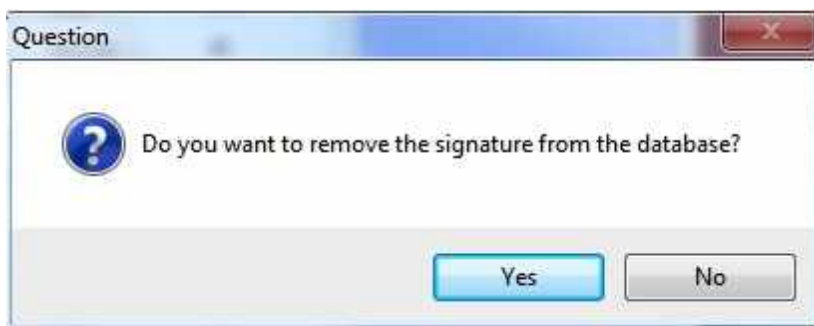 Question
Do you want to remove the signature from the database?
Yes
No